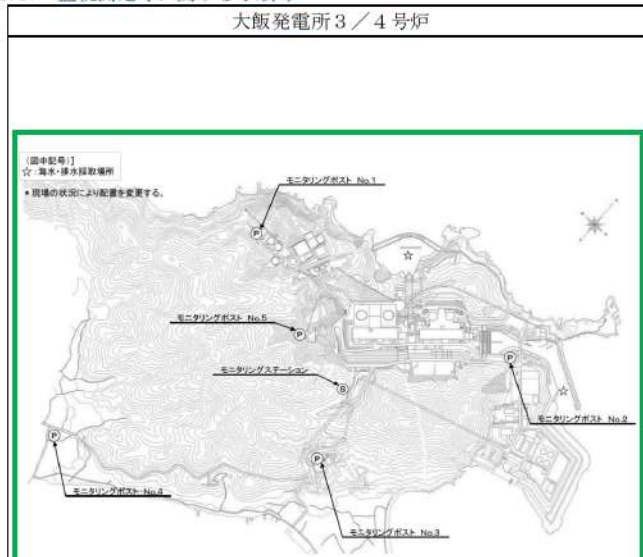 大飯発電所3／4号炉
(図中記号)]
☆:海水・排水採取場所
* 現場の状況により配置を変更する。
モニタリングポスト No.1
P
☆
モニタリングポスト No.5
P
P
モニタリングステーション
S
☆
モニタリングポスト No.2
P
P
モニタリングポスト No.4
モニタリングポスト No.3